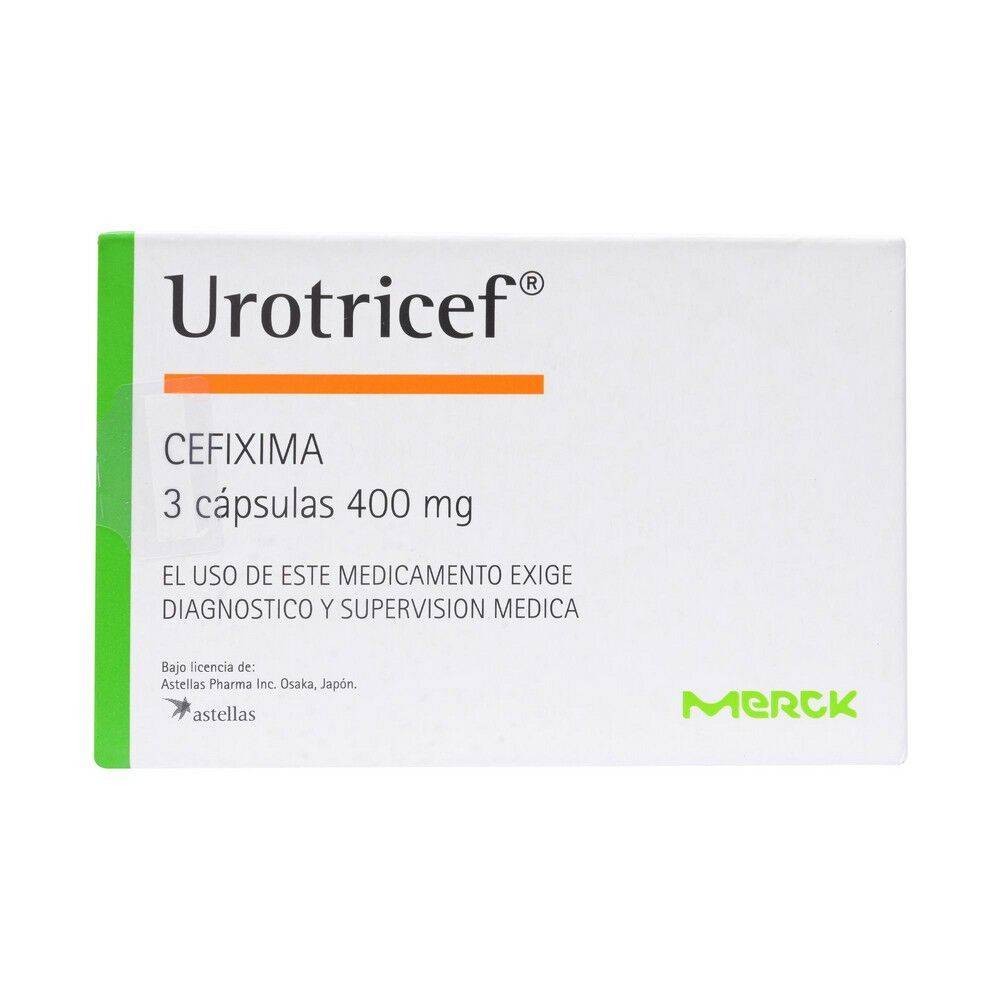 Urotricef®
CEFIXIMA
3 cápsulas 400 mg
EL USO DE ESTE MEDICAMENTO EXIGE
DIAGNOSTICO Y SUPERVISION MEDICA
Bajo licencia de:
Astellas Pharma Inc. Osaka, Japón.
astellas
MERCK